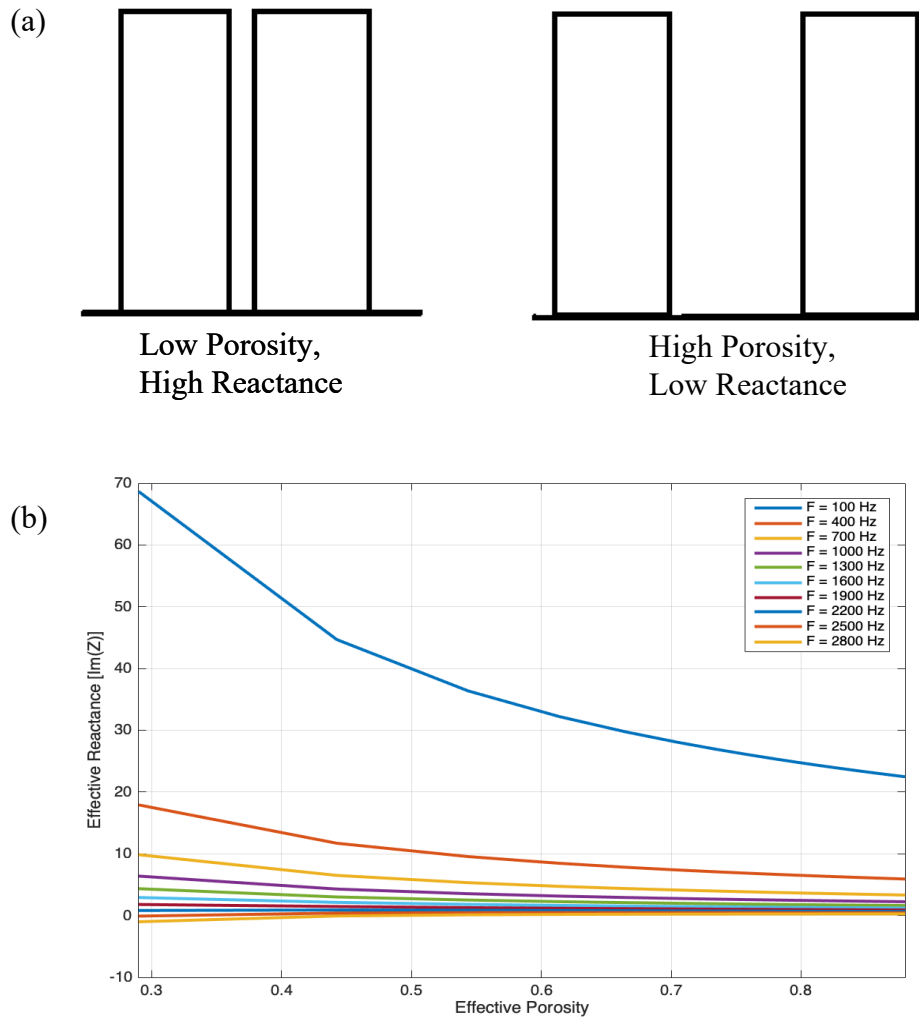 (a)
Low Porosity,
High Reactance
High Porosity,
Low Reactance
(b)
70
60
50
40
30
20
10
0
-10
Effective Reactance [Im(Z)]
F = 100 Hz
F = 400 Hz
F = 700 Hz
F = 1000 Hz
F = 1300 Hz
F = 1600 Hz
F = 1900 Hz
F = 2200 Hz
F = 2500 Hz
F = 2800 Hz
0.3 0.4 0.5 0.6 0.7 0.8
Effective Porosity